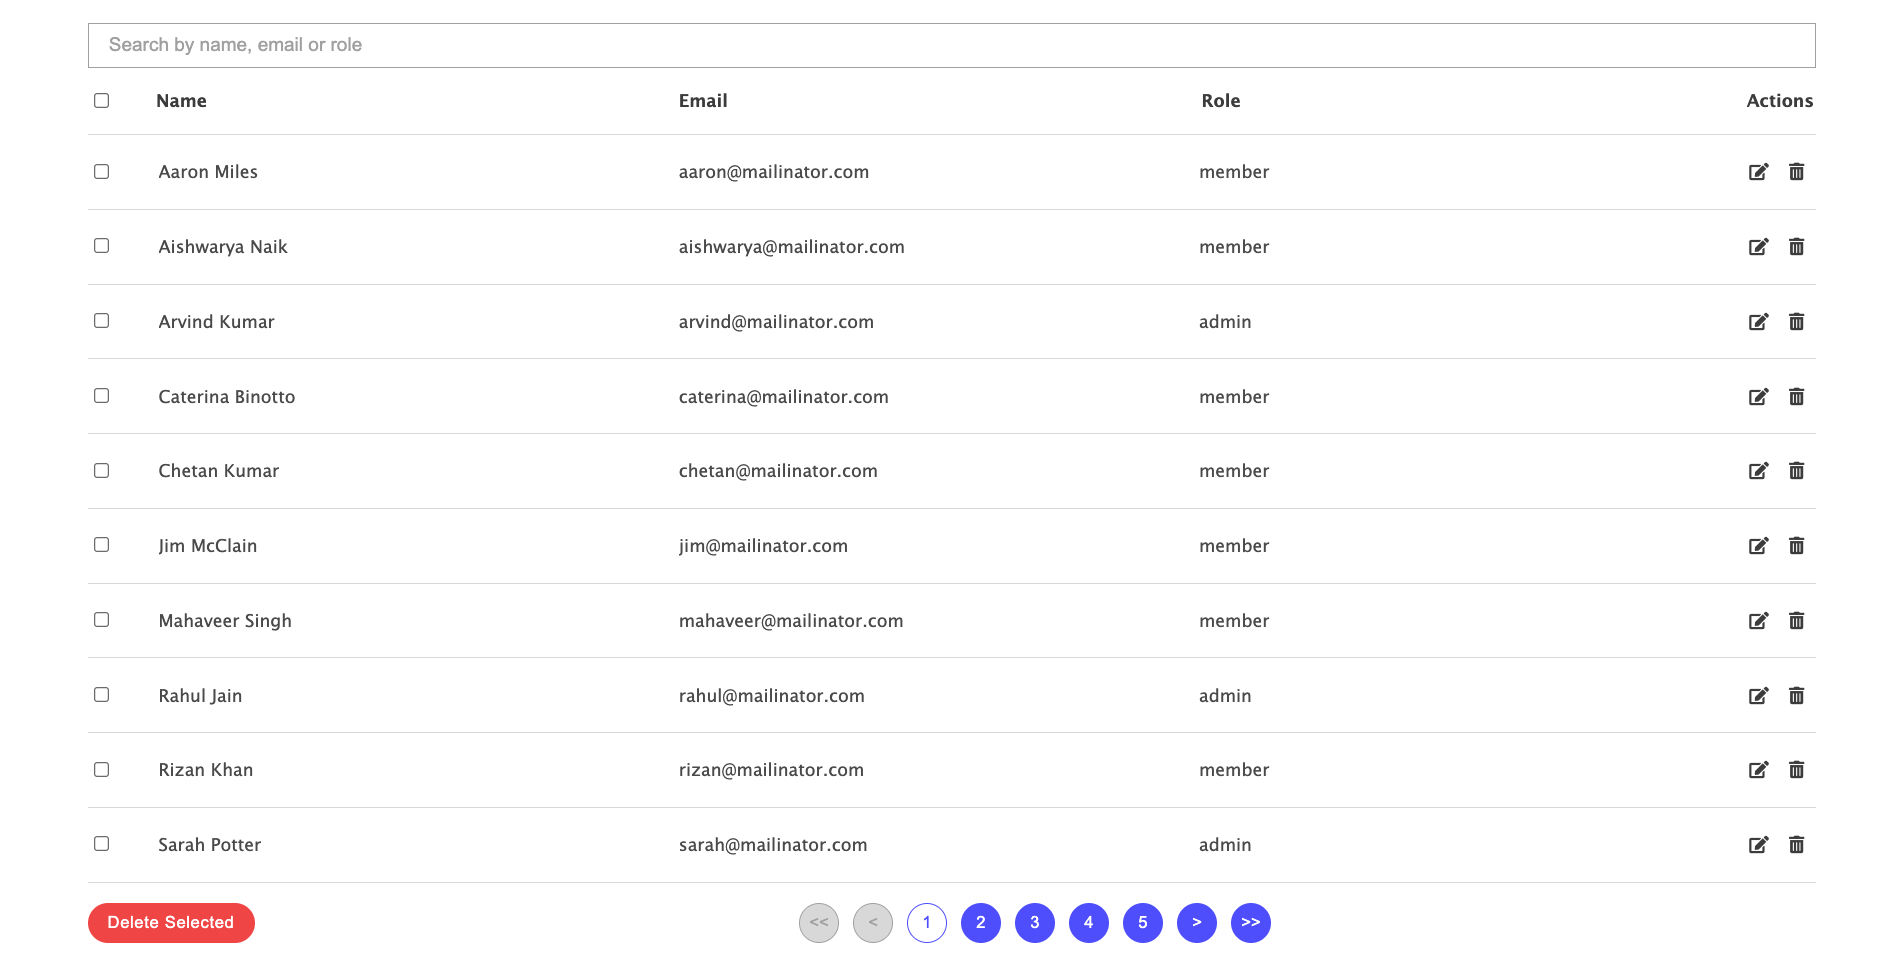 Search by name, email or role
Name Email Role Actions
Aaron Miles aaron@mailinator.com member
Aishwarya Naik aishwarya@mailinator.com member
Arvind Kumar arvind@mailinator.com admin
Caterina Binotto caterina@mailinator.com member
Chetan Kumar chetan@mailinator.com member
Jim McClain jim@mailinator.com member
Mahaveer Singh mahaveer@mailinator.com member
Rahul Jain rahul@mailinator.com admin
Rizan Khan rizan@mailinator.com member
Sarah Potter sarah@mailinator.com admin
Delete Selected << < 1 2 3 4 5 > >>